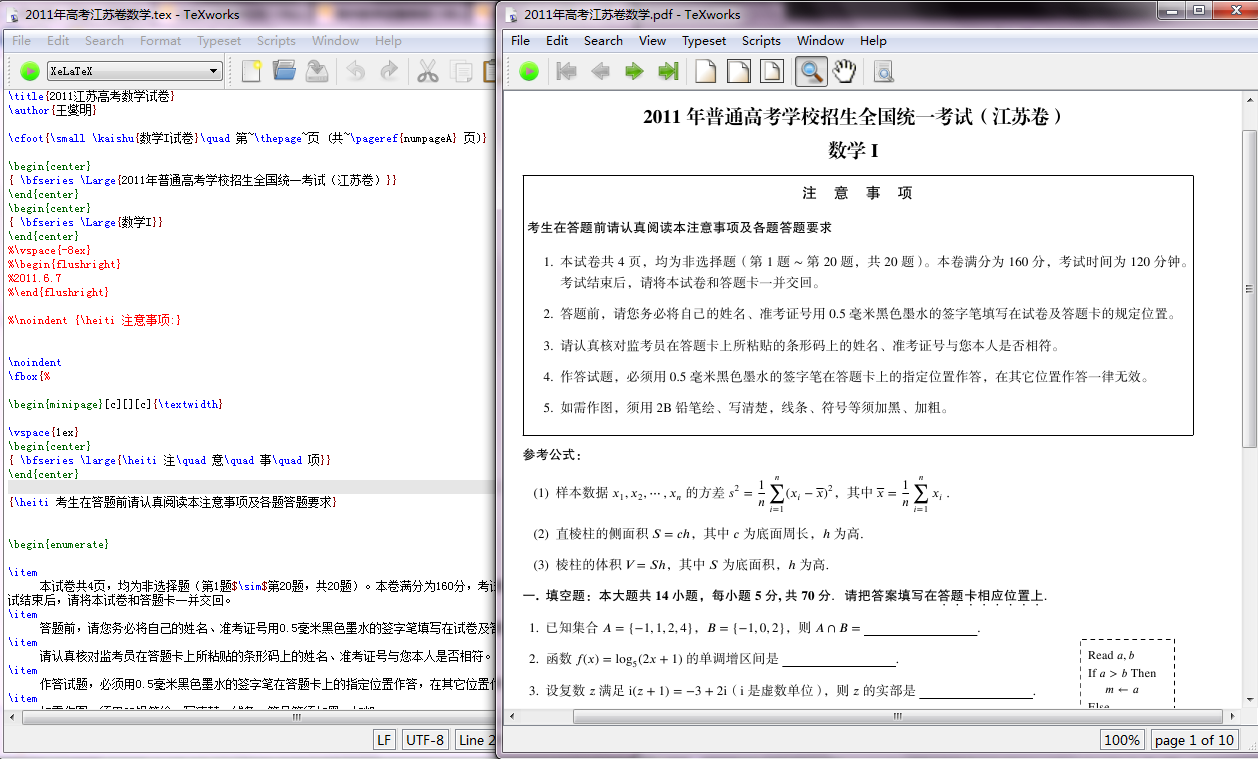 2011年高考江苏卷数学.tex - TeXworks
File Edit Search Format Typeset Scripts Window Help
XeLaTeX
\title{2011江苏高考数学试卷}
\author{王燮明}
\cfoot{\small \kaishu{数学I试卷}\quad 第~\thepage~页 (共~\pageref{numpageA} 页)}
\begin{center}
{ \bfseries \Large{2011年普通高考学校招生全国统一考试（江苏卷）}}
\end{center}
\begin{center}
{ \bfseries \Large{数学I}}
\end{center}
%\vspace{-8ex}
%\begin{flushright}
%2011.6.7
%\end{flushright}
%\noindent {\heiti 注意事项:}
\noindent
\fbox{%
\begin{minipage}[c][][c]{\textwidth}
\vspace{1ex}
\begin{center}
{ \bfseries \large{\heiti 注\quad 意\quad 事\quad 项}}
\end{center}
{\heiti 考生在答题前请认真阅读本注意事项及各题答题要求}
\begin{enumerate}
\item
本试卷共4页，均为非选择题（第1题$\sim$第20题，共20题）。本卷满分为160分，考
试结束后，请将本试卷和答题卡一并交回。
\item
答题前，请您务必将自己的姓名、准考证号用0.5毫米黑色墨水的签字笔填写在试卷及
\item
请认真核对监考员在答题卡上所粘贴的条形码上的姓名、准考证号与您本人是否相符。
\item
作答试题，必须用0.5毫米黑色墨水的签字笔在答题卡上的指定位置作答，在其它位置
\item
LF UTF-8 Line 2
2011年高考江苏卷数学.pdf - TeXworks
File Edit Search View Typeset Scripts Window Help
2011 年普通高考学校招生全国统一考试（江苏卷）
数学 I
注 意 事 项
考生在答题前请认真阅读本注意事项及各题答题要求
1. 本试卷共 4 页，均为非选择题（第 1 题 ~ 第 20 题，共 20 题）。本卷满分为 160 分，考试时间为 120 分钟。
考试结束后，请将本试卷和答题卡一并交回。
2. 答题前，请您务必将自己的姓名、准考证号用 0.5 毫米黑色墨水的签字笔填写在试卷及答题卡的规定位置。
3. 请认真核对监考员在答题卡上所粘贴的条形码上的姓名、准考证号与您本人是否相符。
4. 作答试题，必须用 0.5 毫米黑色墨水的签字笔在答题卡上的指定位置作答，在其它位置作答一律无效。
5. 如需作图，须用 2B 铅笔绘、写清楚，线条、符号等须加黑、加粗。
参考公式：
(1) 样本数据 x₁, x₂, ⋯, xₙ 的方差 s² = 1/n ∑ᵢ₌₁ⁿ (xᵢ − x̅)²，其中 x̅ = 1/n ∑ᵢ₌₁ⁿ xᵢ .
(2) 直棱柱的侧面积 S = ch，其中 c 为底面周长，h 为高.
(3) 棱柱的体积 V = Sh，其中 S 为底面积，h 为高.
一. 填空题：本大题共 14 小题，每小题 5 分, 共 70 分. 请把答案填写在答题卡相应位置上.
1. 已知集合 A = {−1, 1, 2, 4}，B = {−1, 0, 2}，则 A ∩ B = ________.
2. 函数 f(x) = log₅(2x + 1) 的单调增区间是 ________.
3. 设复数 z 满足 i(z + 1) = −3 + 2i（i 是虚数单位），则 z 的实部是 ________.
Read a, b
If a > b Then
m ← a
Else
100% page 1 of 10